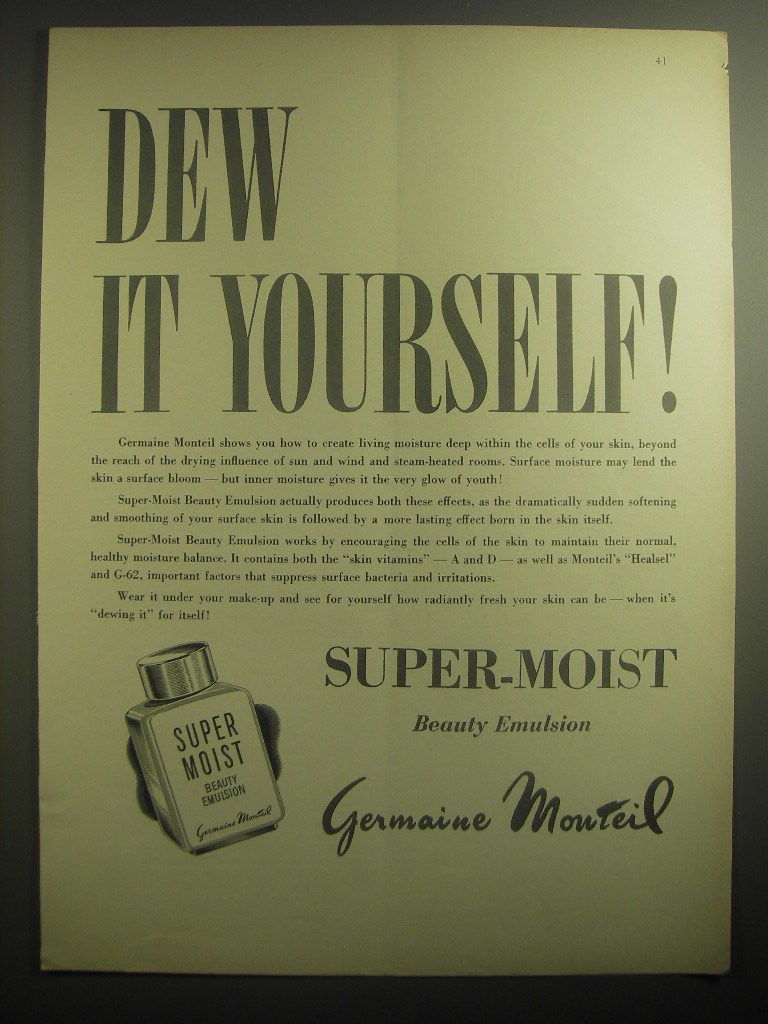 41
DEW
IT YOURSELF!
Germaine Monteil shows you how to create living moisture deep within the cells of your skin, beyond
the reach of the drying influence of sun and wind and steam-heated rooms. Surface moisture may lend the
skin a surface bloom — but inner moisture gives it the very glow of youth!
Super-Moist Beauty Emulsion actually produces both these effects, as the dramatically sudden softening
and smoothing of your surface skin is followed by a more lasting effect born in the skin itself.
Super-Moist Beauty Emulsion works by encouraging the cells of the skin to maintain their normal,
healthy moisture balance. It contains both the "skin vitamins" — A and D — as well as Monteil's "Healsel"
and G-62, important factors that suppress surface bacteria and irritations.
Wear it under your make-up and see for yourself how radiantly fresh your skin can be — when it's
"dewing it" for itself!
SUPER
MOIST
BEAUTY
EMULSION
Germaine Monteil
SUPER-MOIST
Beauty Emulsion
Germaine Monteil